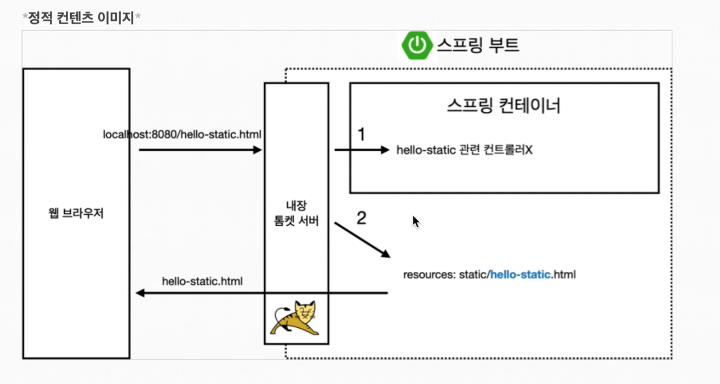 *정적 컨텐츠 이미지*
스프링 부트
스프링 컨테이너
localhost:8080/hello-static.html
1
hello-static 관련 컨트롤러X
웹 브라우저
내장
톰켓 서버
2
resources: static/hello-static.html
hello-static.html